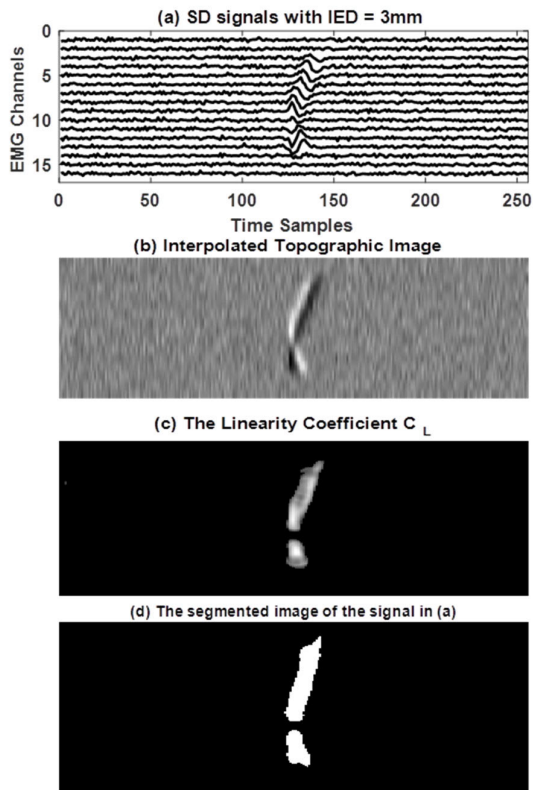 (a) SD signals with IED = 3mm
EMG Channels
0
5
10
15
0 50 100 150 200 250
Time Samples
(b) Interpolated Topographic Image
(c) The Linearity Coefficient C L
(d) The segmented image of the signal in (a)